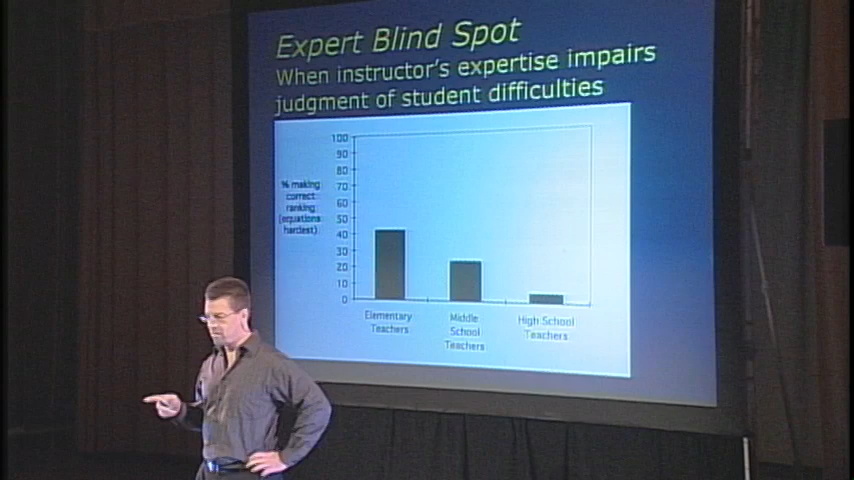 Expert Blind Spot
When instructor's expertise impairs
judgment of student difficulties
100
90
80
70
60
50
40
30
20
10
0
% making
correct
ranking
(equations
hardest)
Elementary
Teachers
Middle
School
Teachers
High School
Teachers